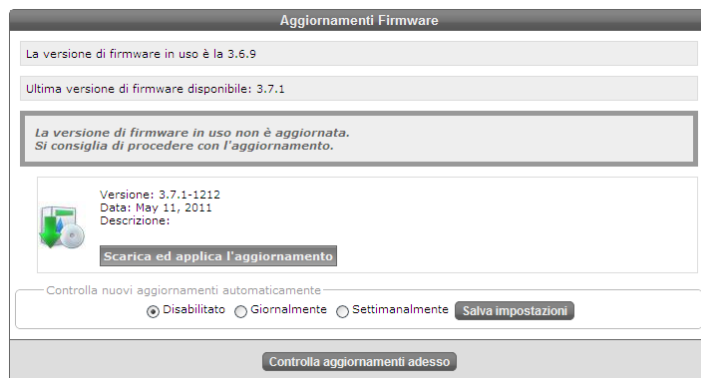 Aggiornamenti Firmware
La versione di firmware in uso è la 3.6.9
Ultima versione di firmware disponibile: 3.7.1
La versione di firmware in uso non è aggiornata.
Si consiglia di procedere con l'aggiornamento.
Versione: 3.7.1-1212
Data: May 11, 2011
Descrizione:
Scarica ed applica l'aggiornamento
Controlla nuovi aggiornamenti automaticamente
Disabilitato Giornalmente Settimanalmente Salva impostazioni
Controlla aggiornamenti adesso